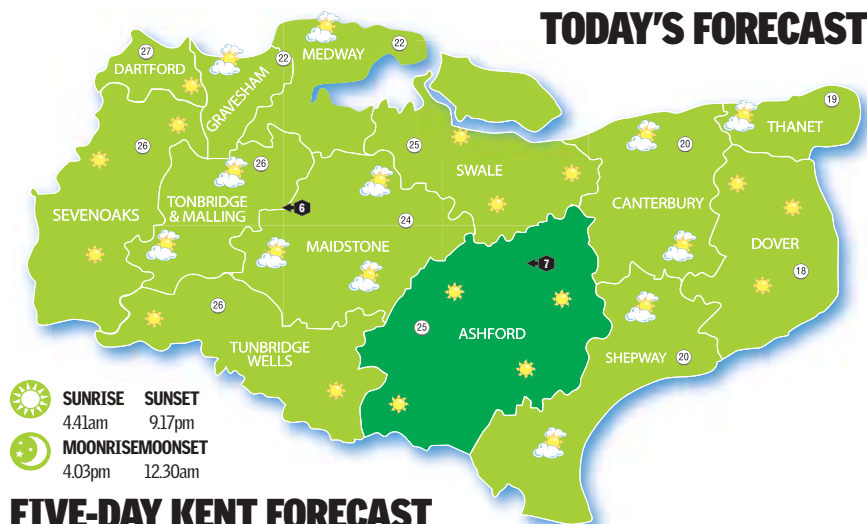 TODAY'S FORECAST
27
DARTFORD
22
GRAVESHAM
MEDWAY
22
19
THANET
26
SEVENOAKS
26
TONBRIDGE
& MALLING
6
25
SWALE
20
CANTERBURY
24
MAIDSTONE
DOVER
18
7
25
ASHFORD
26
TUNBRIDGE
WELLS
SHEPWAY 20
SUNRISE SUNSET
4.41am 9.17pm
MOONRISEMOONSET
4.03pm 12.30am
FIVE-DAY KENT FORECAST